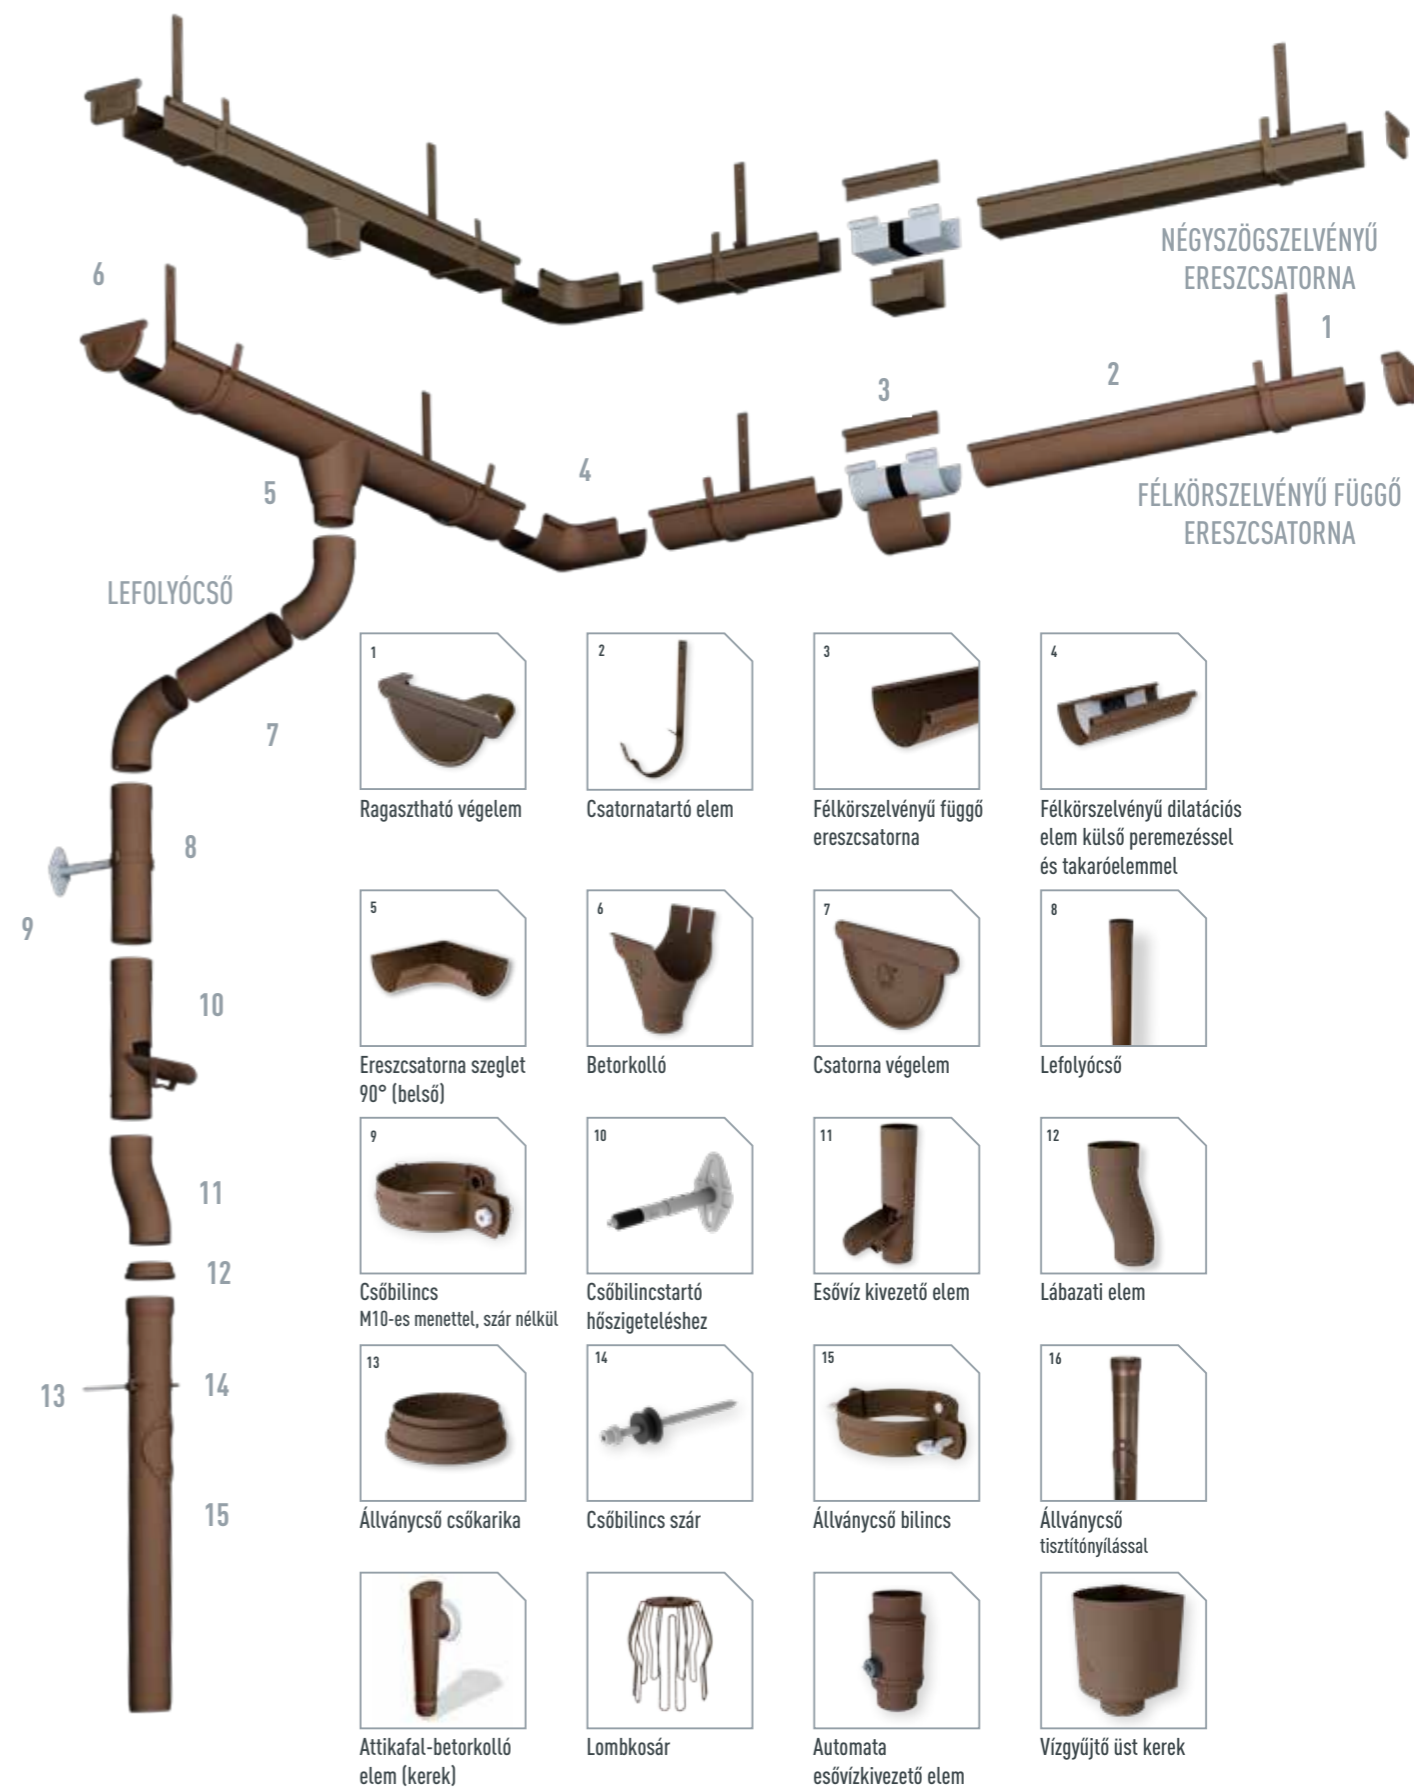 NÉGYSZÖGSZELVÉNYŰ
ERESZCSATORNA
6
1
2
3
4
5
FÉLKÖRSZELVÉNYŰ FÜGGŐ
ERESZCSATORNA
LEFOLYÓCSŐ
7
8
9
10
11
12
13
14
15
1
Ragasztható végelem
2
Csatornatartó elem
3
Félkörszelvényű függő
ereszcsatorna
4
Félkörszelvényű dilatációs
elem külső peremezéssel
és takaróelemmel
5
Ereszcsatorna szeglet
90° (belső)
6
Betorkolló
7
Csatorna végelem
8
Lefolyócső
9
Csőbilincs
M10-es menettel, szár nélkül
10
Csőbilincstartó
hőszigeteléshez
11
Esővíz kivezető elem
12
Lábazati elem
13
Állványcső csőkarika
14
Csőbilincs szár
15
Állványcső bilincs
16
Állványcső
tisztítónyílással
Attikafal-betorkolló
elem (kerek)
Lombkosár
Automata
esővízkivezető elem
Vízgyűjtő üst kerek